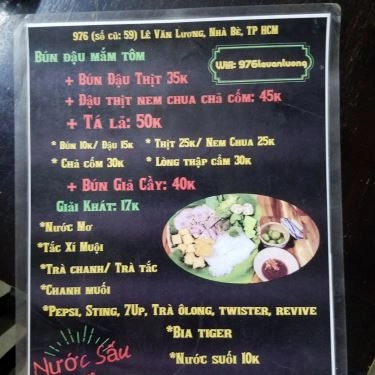 976 (số cũ: 59) Lê Văn Lương, Nhà Bè, TP HCM
BÚN ĐẬU MẮM TÔM
Wifi: 976levanluong
+ BÚN ĐẬU THỊT 35K
+ ĐẬU THỊT NEM CHUA CHẢ CỐM: 45K
+ TÁ LẢ: 50K
* BÚN 10K/ ĐẬU 15K * THỊT 25K/ NEM CHUA 25K
* CHẢ CỐM 30K * LÒNG THẬP CẨM 30K
+ BÚN GIẢ CẦY: 40K
GIẢI KHÁT: 17K
*NƯỚC MƠ
*TẮC XÍ MUỘI
*TRÀ CHANH/ TRÀ TẮC
*CHANH MUỐI
*PEPSI, STING, 7UP, TRÀ ÔLONG, TWISTER, REVIVE
*BIA TIGER
*NƯỚC SUỐI 10K
NƯỚC SẤU